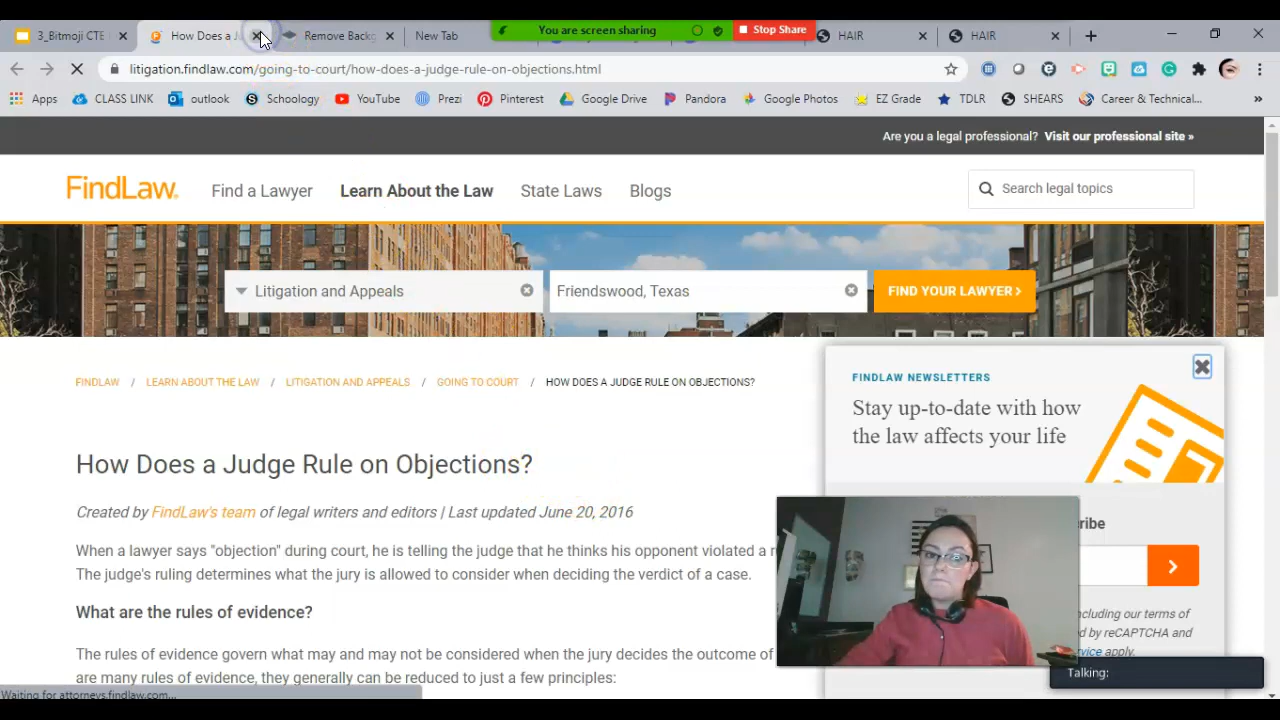 3_Bitmoji CTE
How Does a J
Remove Backg
New Tab
You are screen sharing
Stop Share
HAIR
HAIR
litigation.findlaw.com/going-to-court/how-does-a-judge-rule-on-objections.html
Apps
CLASS LINK
outlook
Schoology
YouTube
Prezi
Pinterest
Google Drive
Pandora
Google Photos
EZ Grade
TDLR
SHEARS
Career & Technical...
Are you a legal professional? Visit our professional site »
FindLaw.
Find a Lawyer
Learn About the Law
State Laws
Blogs
Search legal topics
Litigation and Appeals
Friendswood, Texas
FIND YOUR LAWYER ›
FINDLAW / LEARN ABOUT THE LAW / LITIGATION AND APPEALS / GOING TO COURT / HOW DOES A JUDGE RULE ON OBJECTIONS?
FINDLAW NEWSLETTERS
Stay up-to-date with how
the law affects your life
How Does a Judge Rule on Objections?
Created by FindLaw's team of legal writers and editors | Last updated June 20, 2016
When a lawyer says "objection" during court, he is telling the judge that he thinks his opponent violated a r
The judge's ruling determines what the jury is allowed to consider when deciding the verdict of a case.
What are the rules of evidence?
The rules of evidence govern what may and may not be considered when the jury decides the outcome of
are many rules of evidence, they generally can be reduced to just a few principles:
ribe
ncluding our terms of
d by reCAPTCHA and
vice apply.
Talking:
Waiting for attorneys.findlaw.com...